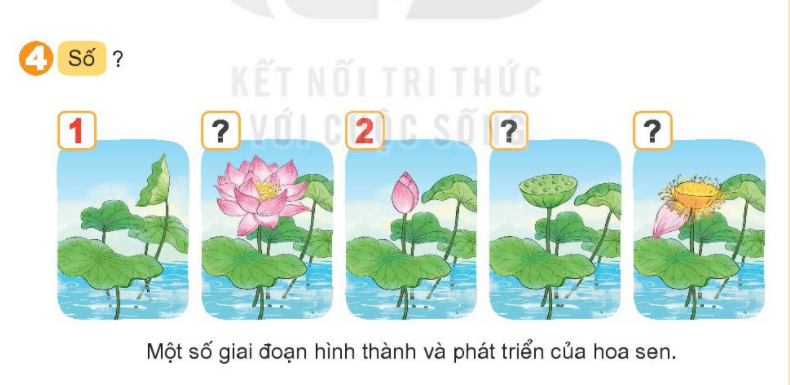 4 Số ?
KẾT NỐI TRI THỨC
VỚI CUỘC SỐNG
1 ? 2 ? ?
Một số giai đoạn hình thành và phát triển của hoa sen.